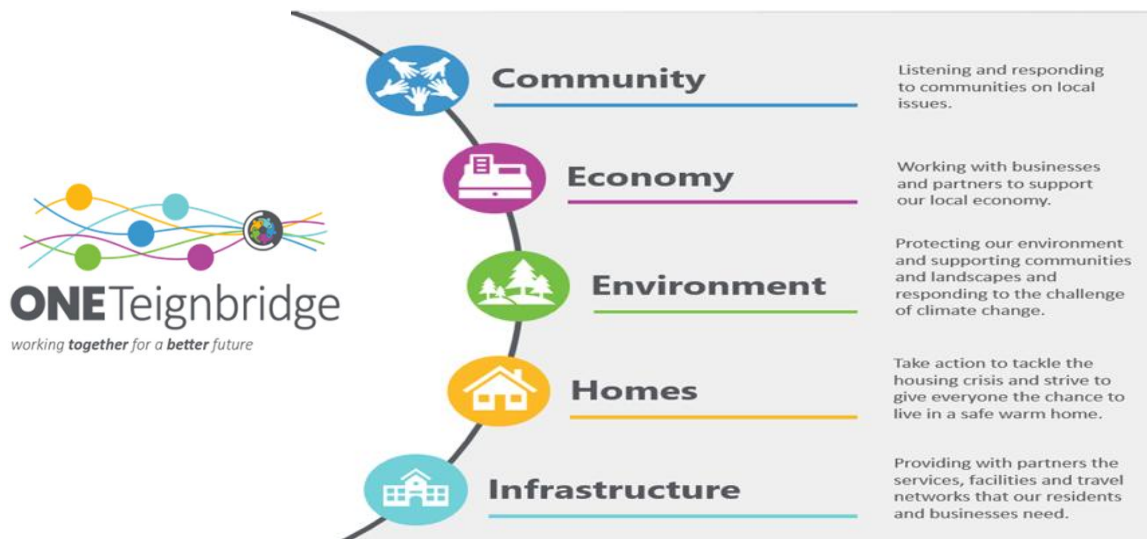 ONETeignbridge
working together for a better future
Community
Listening and responding
to communities on local
issues.
Economy
Working with businesses
and partners to support
our local economy.
Environment
Protecting our environment
and supporting communities
and landscapes and
responding to the challenge
of climate change.
Homes
Take action to tackle the
housing crisis and strive to
give everyone the chance to
live in a safe warm home.
Infrastructure
Providing with partners the
services, facilities and travel
networks that our residents
and businesses need.